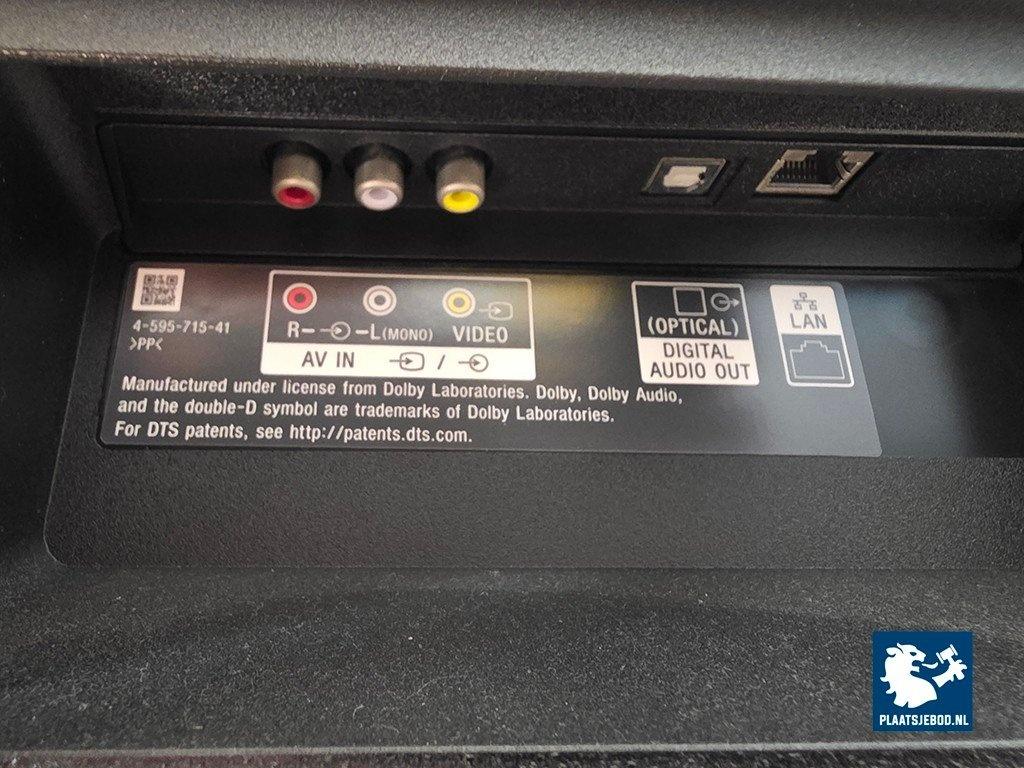 4-595-715-41
>PP<
R- -L(MONO) VIDEO
AV IN /
(OPTICAL)
DIGITAL
AUDIO OUT
LAN
Manufactured under license from Dolby Laboratories. Dolby, Dolby Audio,
and the double-D symbol are trademarks of Dolby Laboratories.
For DTS patents, see http://patents.dts.com.
PLAATSJEBOD.NL